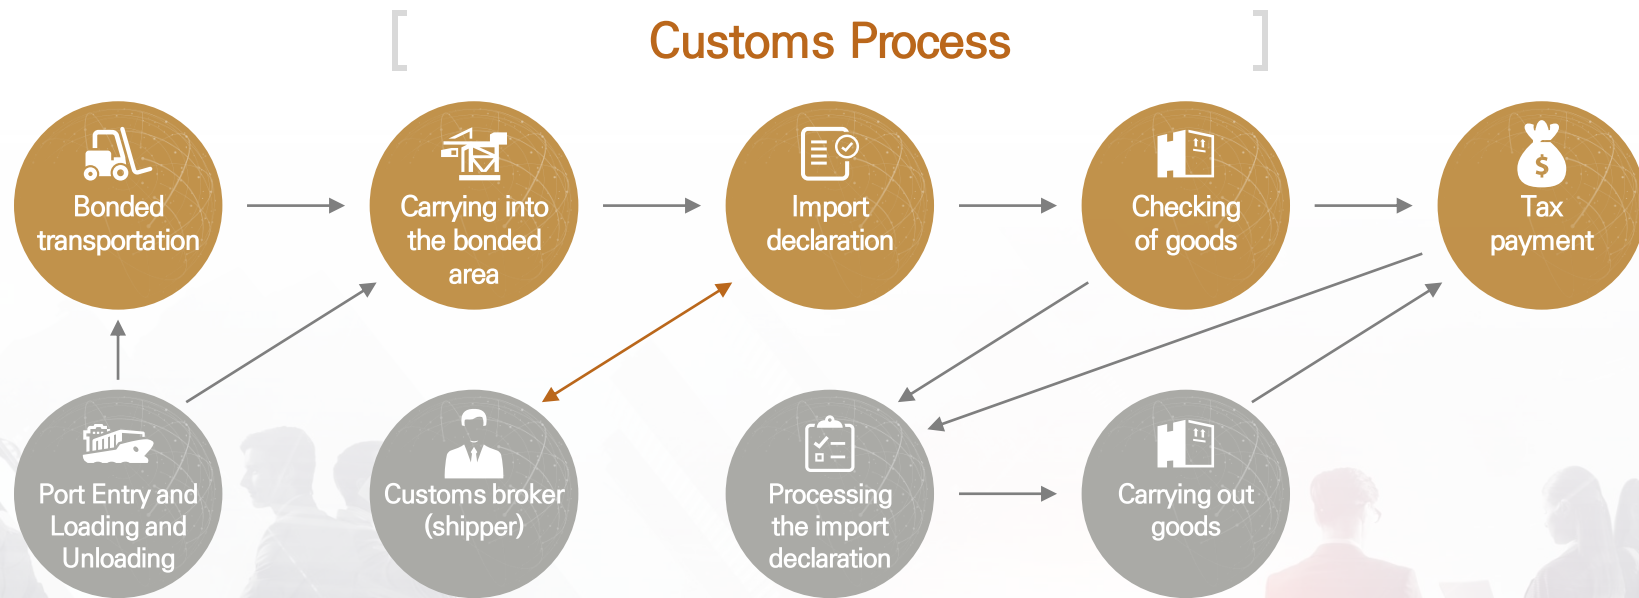 Customs Process
Bonded
transportation
Carrying into
the bonded
area
Import
declaration
Checking
of goods
$
Tax
payment
Port Entry and
Loading and
Unloading
Customs broker
(shipper)
Processing
the import
declaration
Carrying out
goods